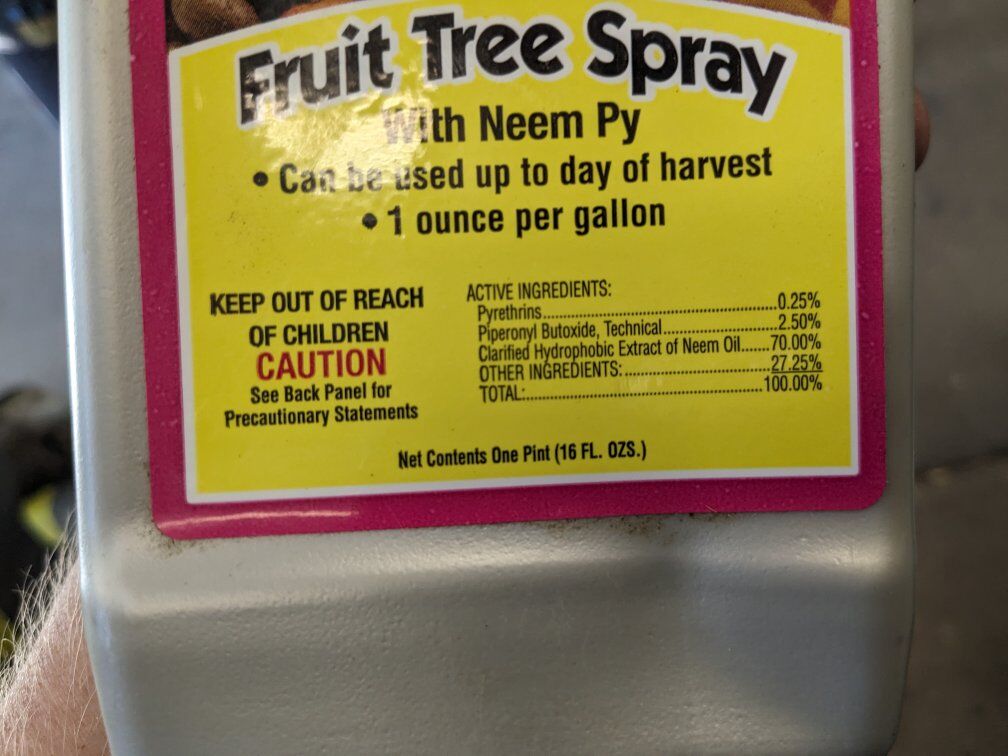 Fruit Tree Spray
With Neem Py
• Can be used up to day of harvest
• 1 ounce per gallon
KEEP OUT OF REACH
OF CHILDREN
CAUTION
See Back Panel for
Precautionary Statements
ACTIVE INGREDIENTS:
Pyrethrins..........0.25%
Piperonyl Butoxide, Technical..........2.50%
Clarified Hydrophobic Extract of Neem Oil.......70.00%
OTHER INGREDIENTS:..........27.25%
TOTAL:..........100.00%
Net Contents One Pint (16 FL. OZS.)